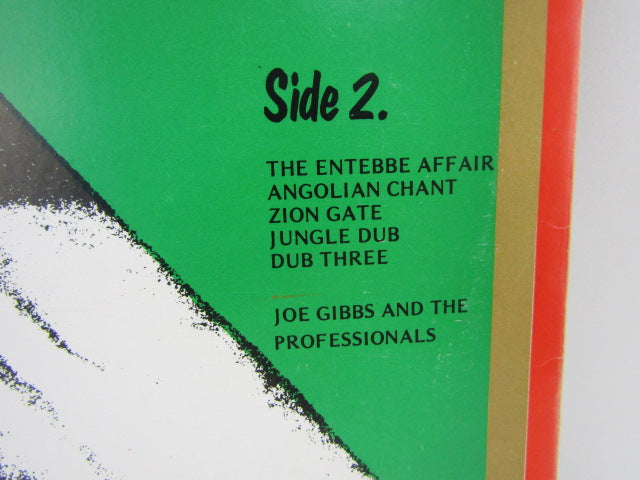 Side 2.
THE ENTEBBE AFFAIR
ANGOLIAN CHANT
ZION GATE
JUNGLE DUB
DUB THREE
JOE GIBBS AND THE
PROFESSIONALS